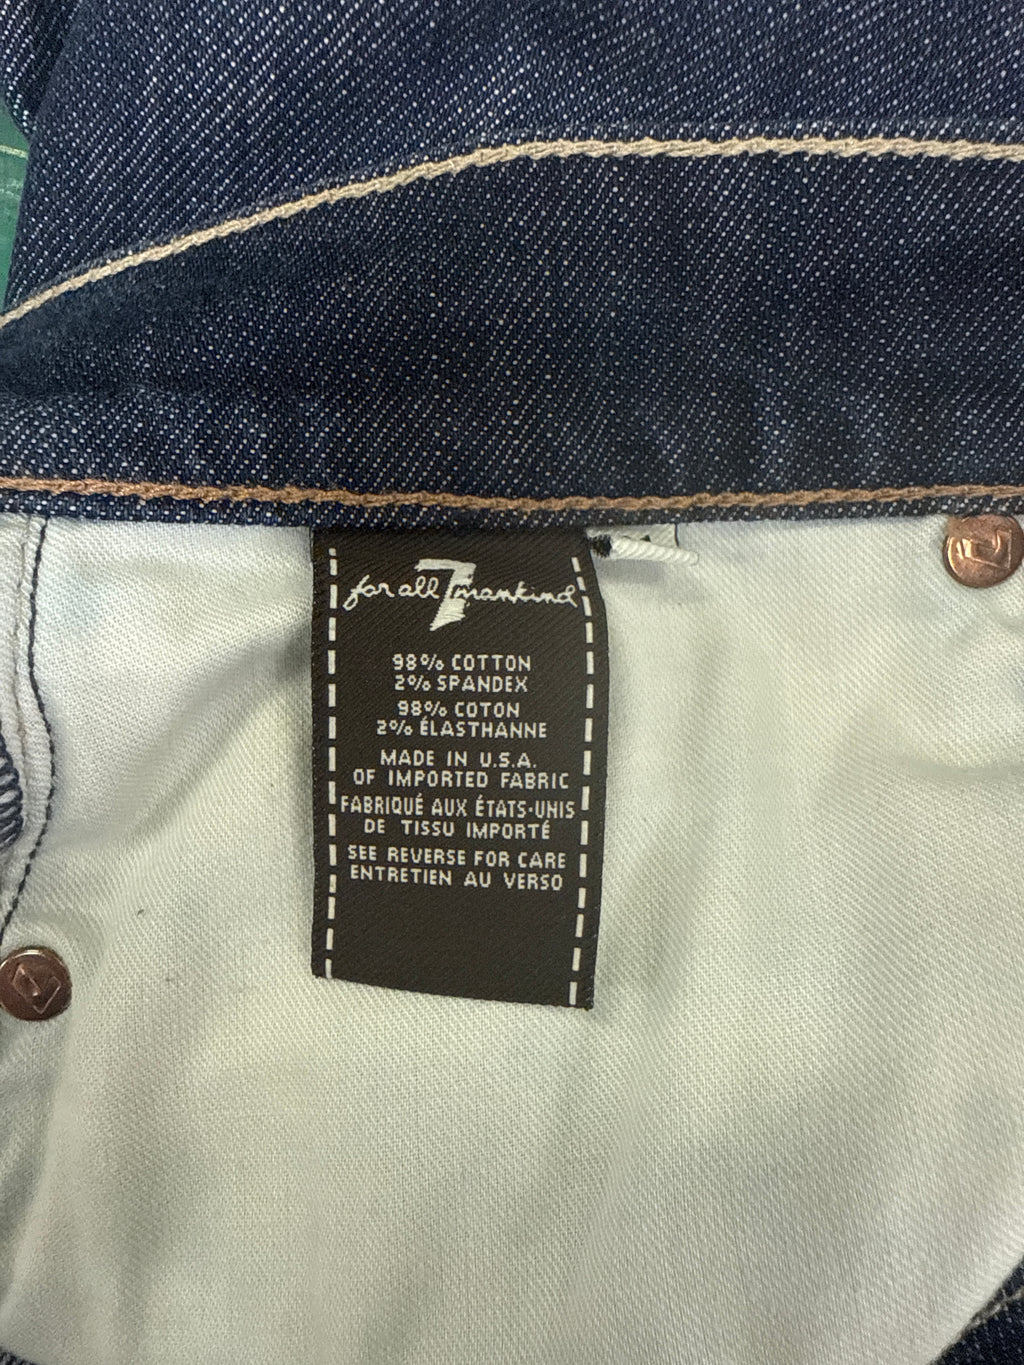 for all 7 mankind
98% COTTON
2% SPANDEX
98% COTON
2% ÉLASTHANNE
MADE IN U.S.A.
OF IMPORTED FABRIC
FABRIQUÉ AUX ÉTATS-UNIS
DE TISSU IMPORTÉ
SEE REVERSE FOR CARE
ENTRETIEN AU VERSO